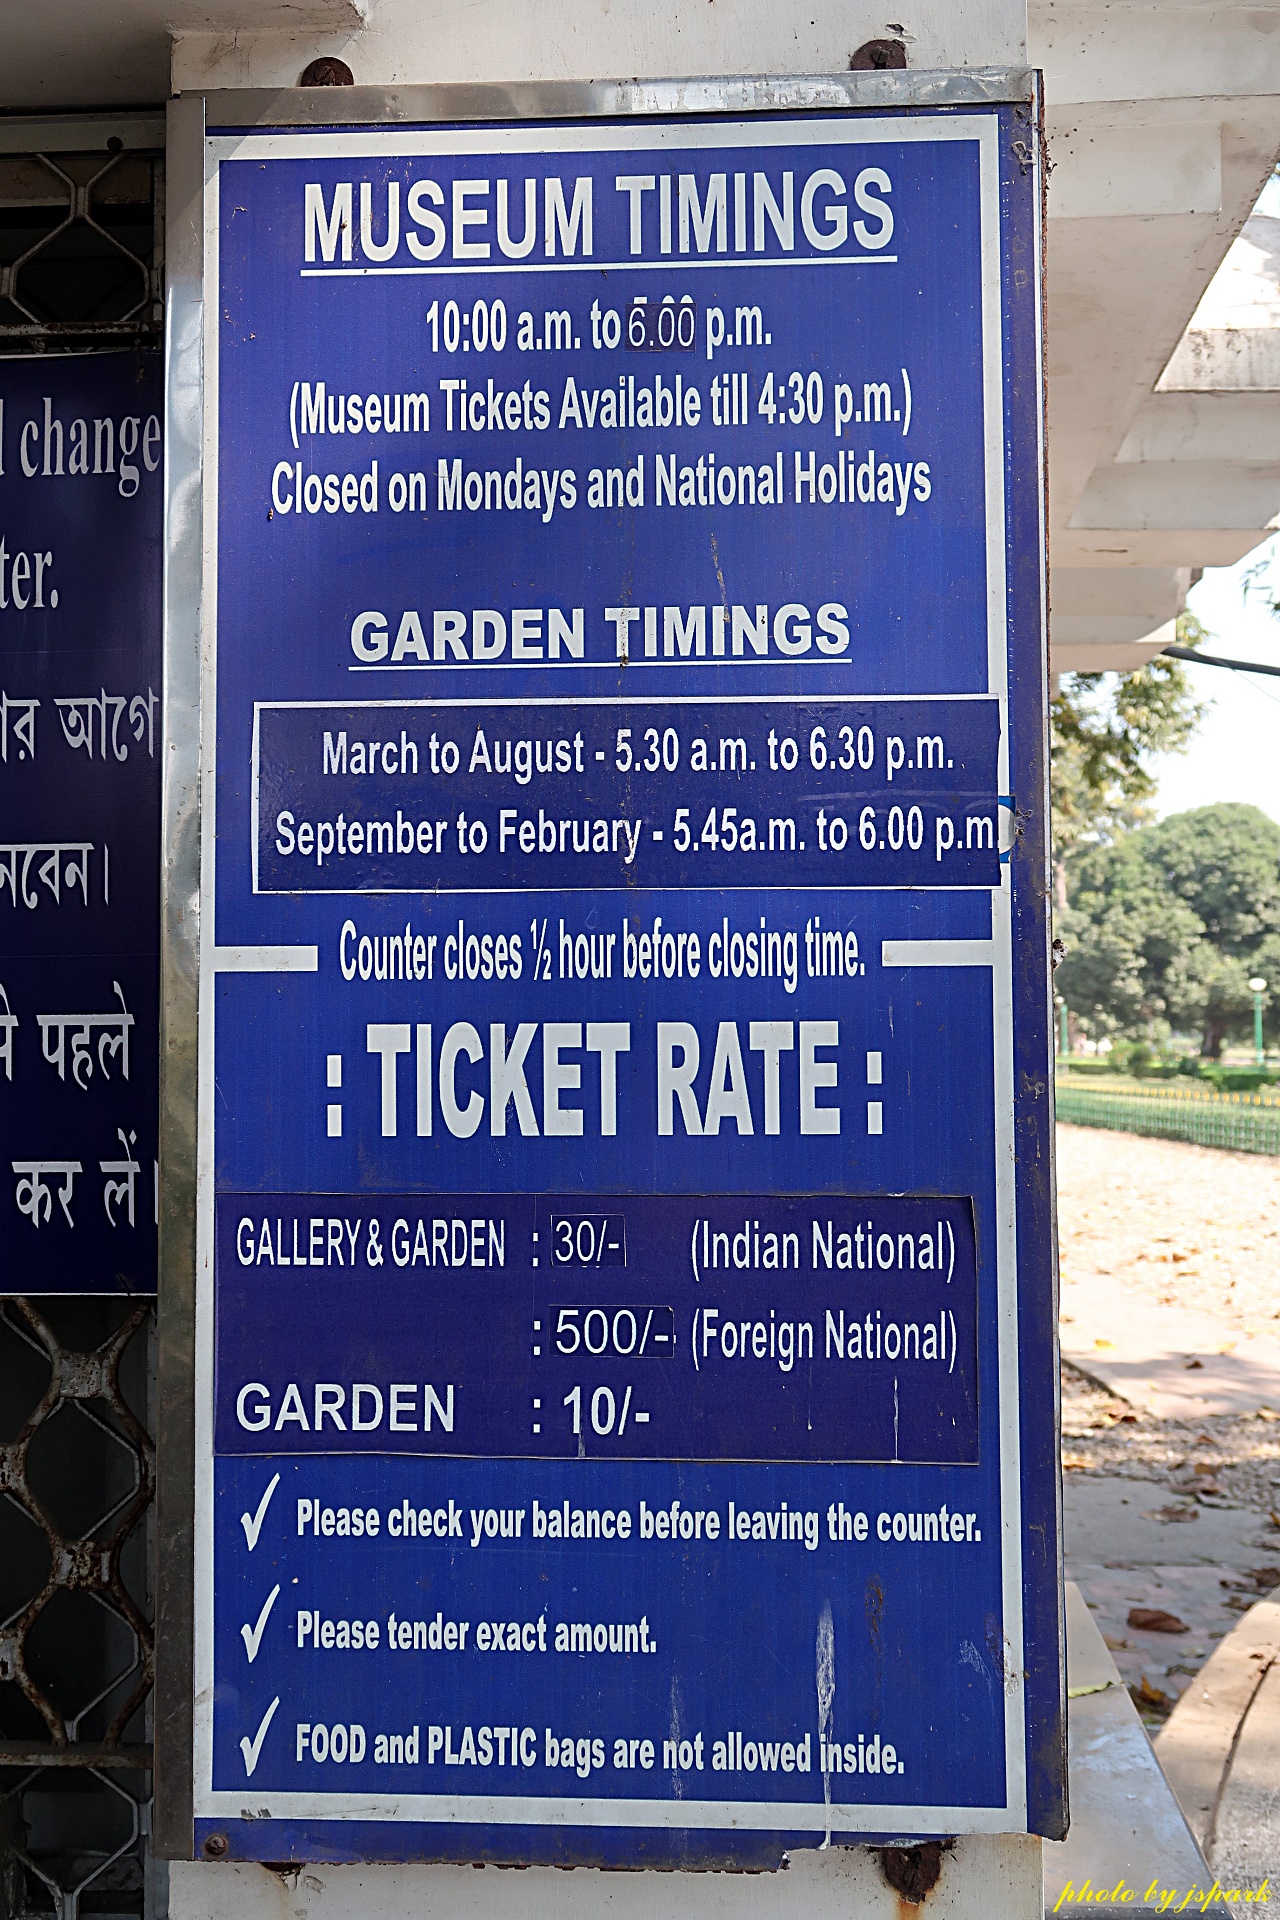 MUSEUM TIMINGS
10:00 a.m. to 6.00 p.m.
(Museum Tickets Available till 4:30 p.m.)
Closed on Mondays and National Holidays
GARDEN TIMINGS
March to August - 5.30 a.m. to 6.30 p.m.
September to February - 5.45a.m. to 6.00 p.m.
Counter closes ½ hour before closing time.
: TICKET RATE :
GALLERY & GARDEN : 30/- (Indian National)
: 500/- (Foreign National)
GARDEN : 10/-
✓ Please check your balance before leaving the counter.
✓ Please tender exact amount.
✓ FOOD and PLASTIC bags are not allowed inside.
change
ter.
আগে
নেবেন।
पहले
कर लें।
photo by jspark